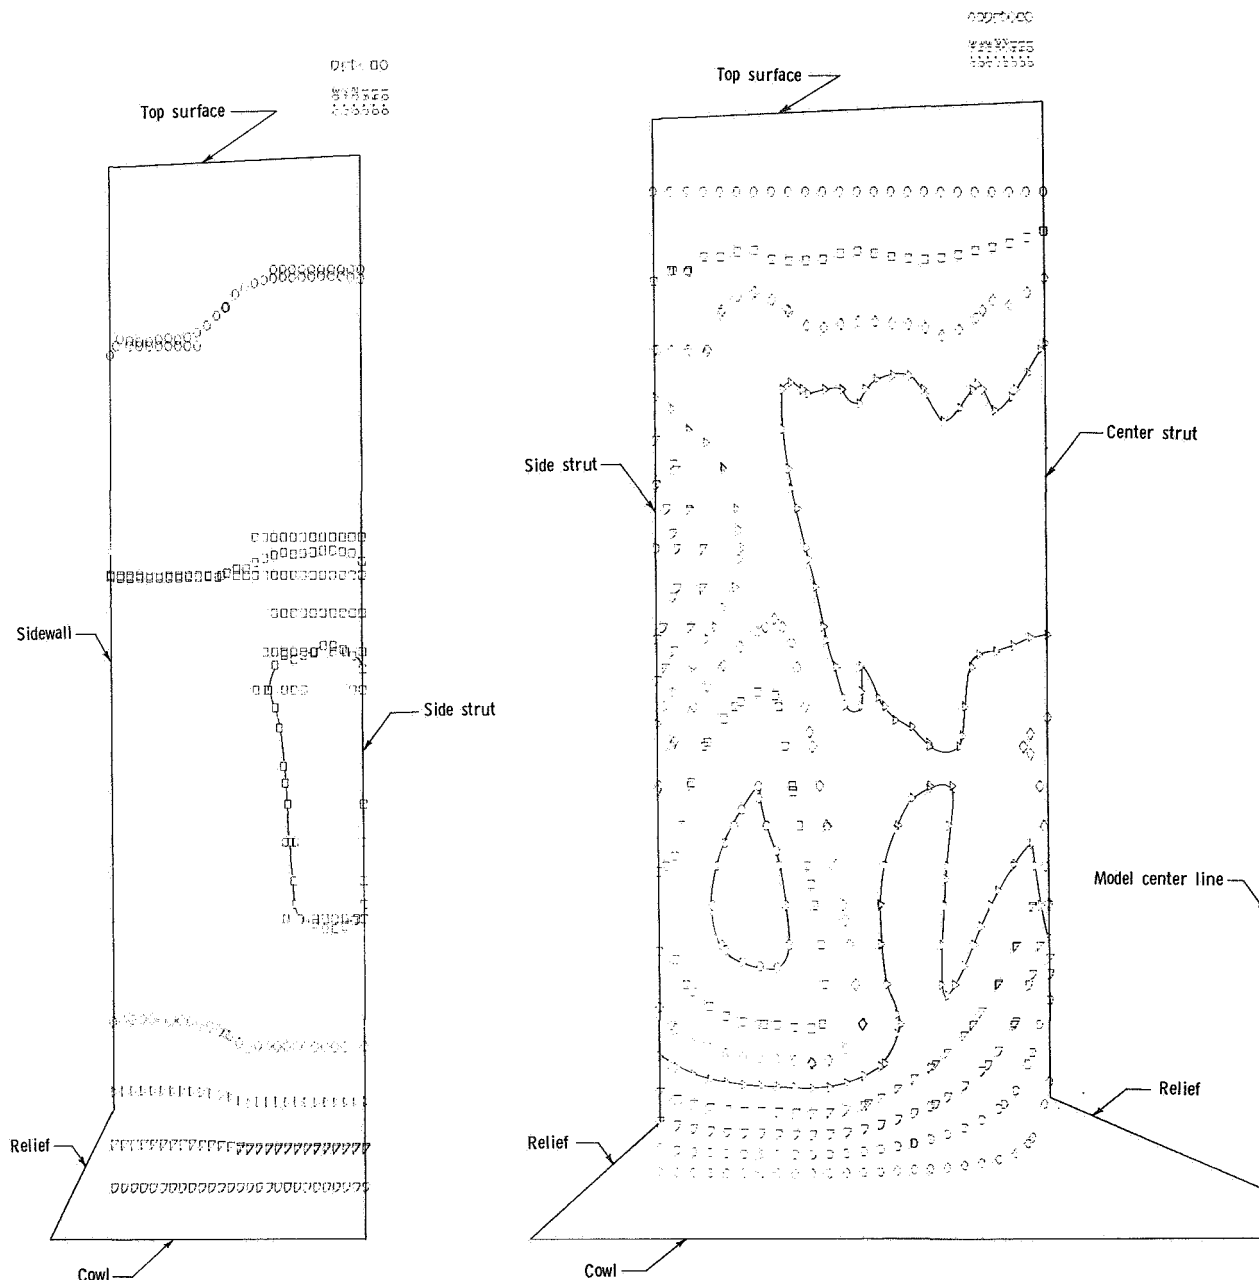 Top surface
Top surface
Side strut
Center strut
Sidewall
Side strut
Model center line
Relief
Relief
Relief
Cowl
Cowl